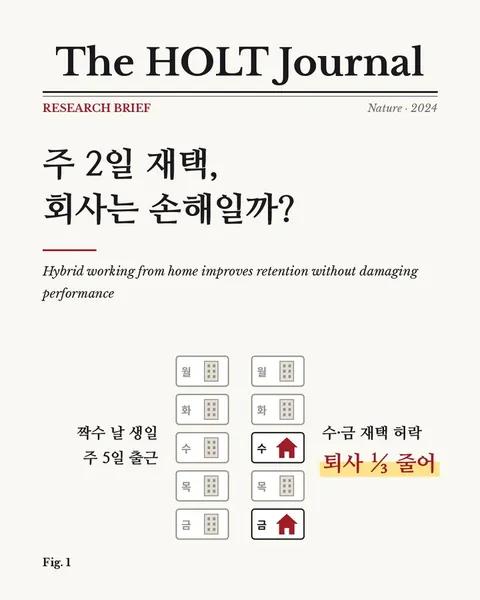 The HOLT Journal
RESEARCH BRIEF
Nature · 2024
주 2일 재택,
회사는 손해일까?
Hybrid working from home improves retention without damaging
performance
짝수 날 생일
주 5일 출근
월
화
수
목
금
월
화
수
목
금
수·금 재택 허락
퇴사 ⅓ 줄어
Fig. 1